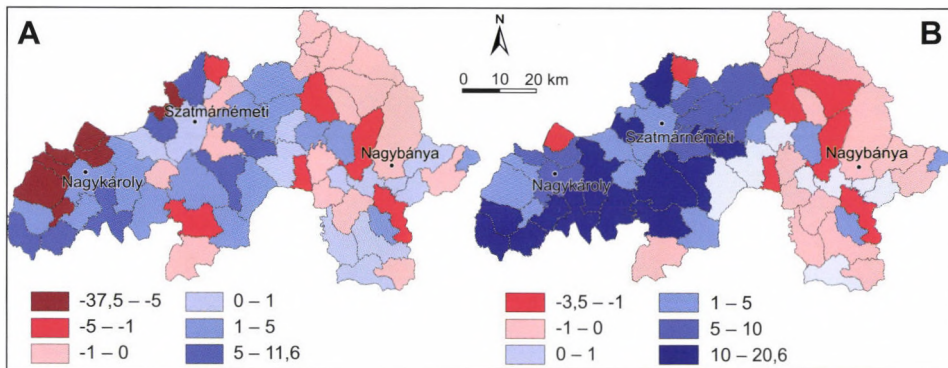 A
N
B
0 10 20 km
Szatmárnémeti
Nagykároly
Nagybánya
Szatmárnémeti
Nagykároly
Nagybánya
-37,5 – -5
-5 – -1
-1 – 0
0 – 1
1 – 5
5 – 11,6
-3,5 – -1
-1 – 0
0 – 1
1 – 5
5 – 10
10 – 20,6